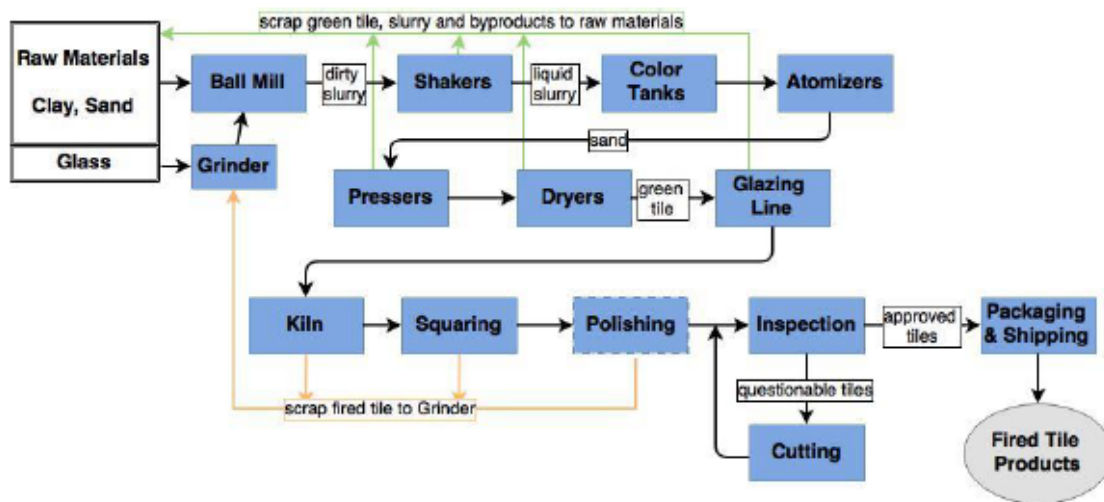 scrap green tile, slurry and byproducts to raw materials
Raw Materials
Clay, Sand
Glass
Ball Mill
dirty
slurry
Shakers
liquid
slurry
Color
Tanks
Atomizers
sand
Grinder
Pressers
Dryers
green
tile
Glazing
Line
Kiln
Squaring
Polishing
Inspection
approved
tiles
Packaging
& Shipping
scrap fired tile to Grinder
questionable tiles
Cutting
Fired Tile
Products